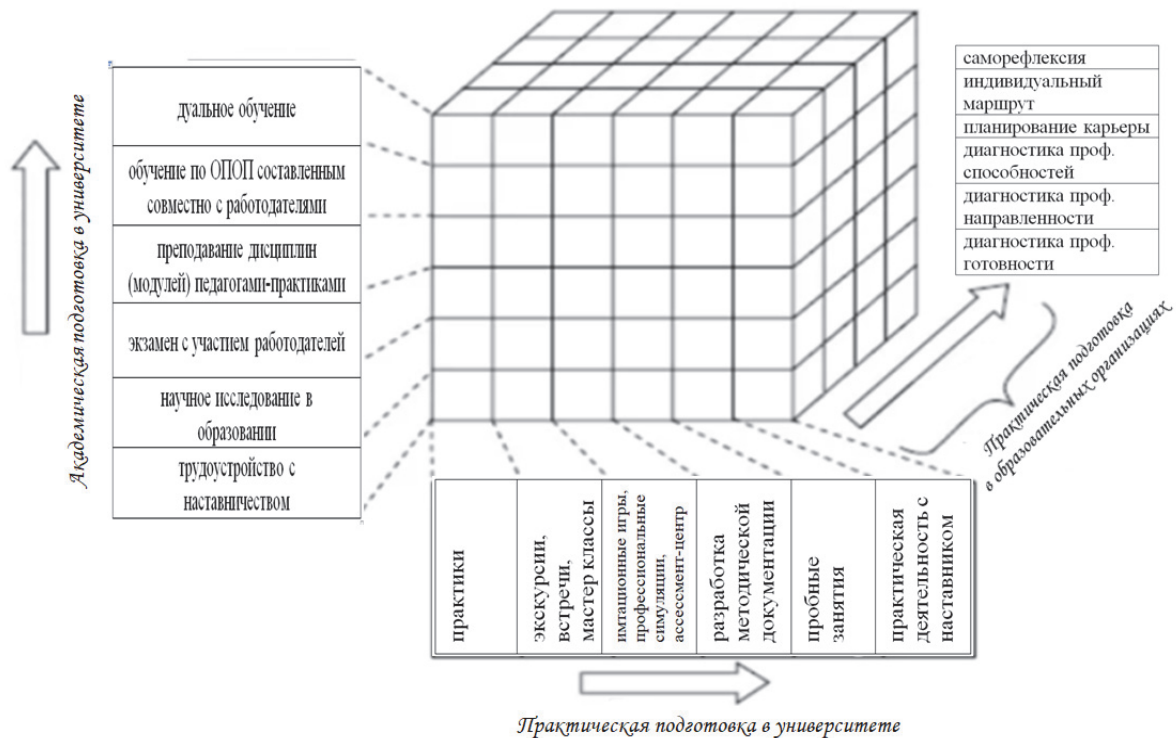 Академическая подготовка в университете
дуальное обучение
обучение по ОПОП составленным
совместно с работодателями
преподавание дисциплин
(модулей) педагогами-практиками
экзамен с участием работодателей
научное исследование в
образовании
трудоустройство с
наставничеством
саморефлексия
индивидуальный
маршрут
планирование карьеры
диагностика проф.
способностей
диагностика проф.
направленности
диагностика проф.
готовности
Практическая подготовка
в образовательных организациях
практики
экскурсии,
встречи,
мастер классы
имтационные игры,
профессиональные
симуляции,
ассессмент-центр
разработка
методической
документации
пробные
занятия
практическая
деятельность с
наставником
Практическая подготовка в университете